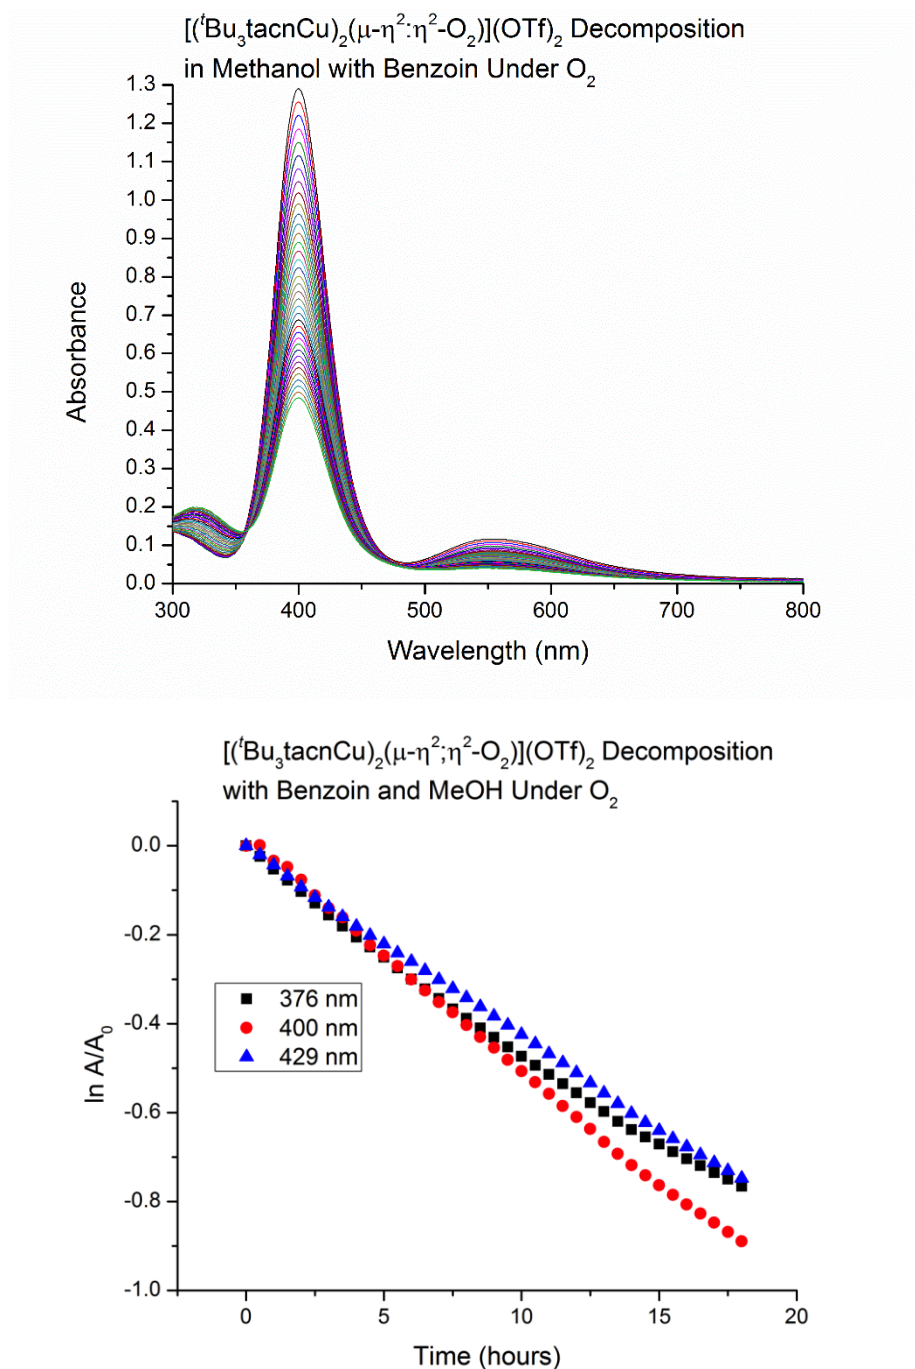 [(ᵗBu₃tacnCu)₂(μ-η²:η²-O₂)](OTf)₂ Decomposition
in Methanol with Benzoin Under O₂
1.3
1.2
1.1
1.0
0.9
0.8
0.7
0.6
0.5
0.4
0.3
0.2
0.1
0.0
Absorbance
300 400 500 600 700 800
Wavelength (nm)
[(ᵗBu₃tacnCu)₂(μ-η²;η²-O₂)](OTf)₂ Decomposition
with Benzoin and MeOH Under O₂
0.0
-0.2
-0.4
-0.6
-0.8
-1.0
ln A/A₀
376 nm
400 nm
429 nm
0 5 10 15 20
Time (hours)